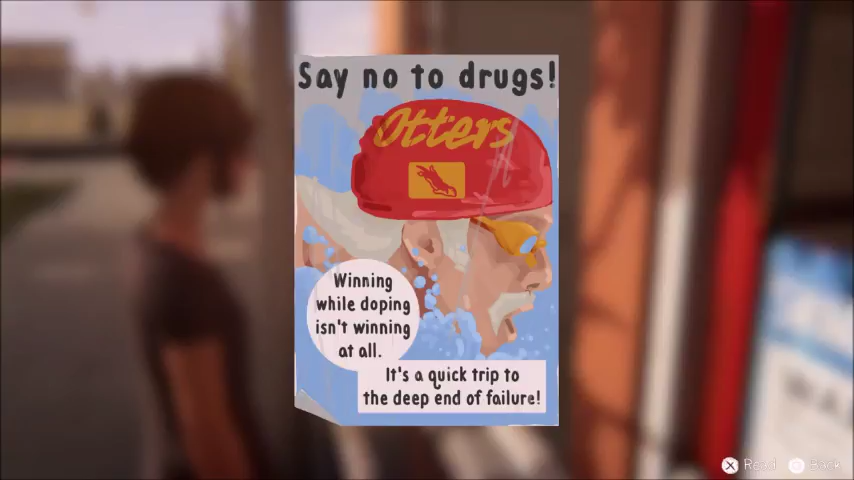 Say no to drugs!
Otters
Winning
while doping
isn't winning
at all.
It's a quick trip to
the deep end of failure!
Read
Back